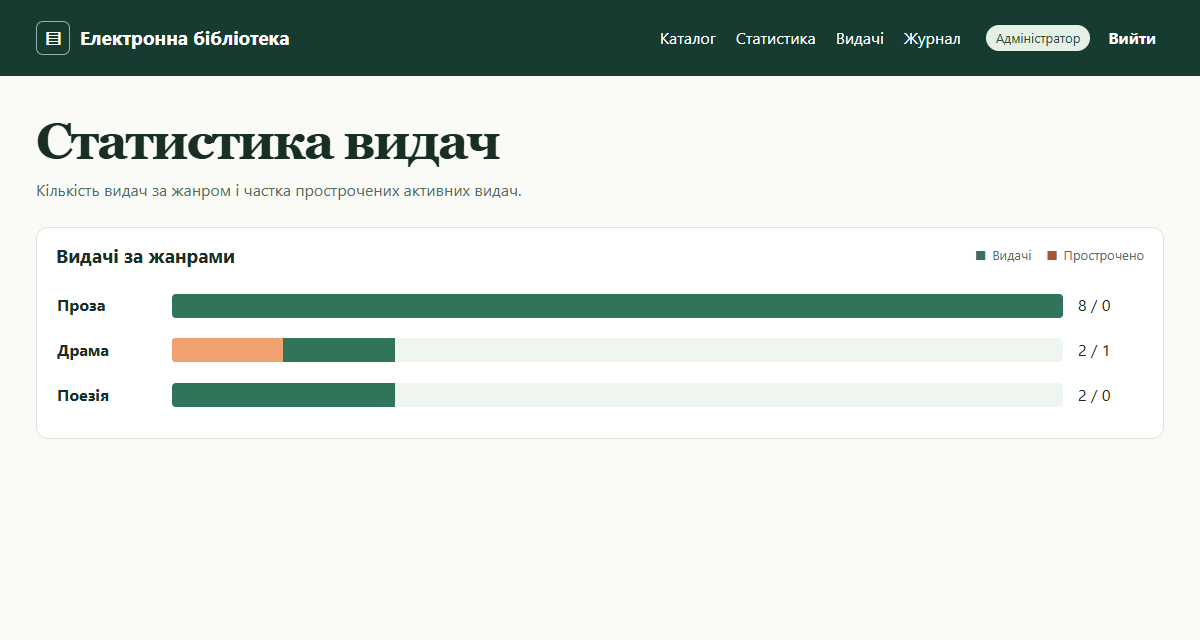 Електронна бібліотека
Каталог Статистика Видачі Журнал Адміністратор Вийти
Статистика видач
Кількість видач за жанром і частка прострочених активних видач.
Видачі за жанрами
Видачі Прострочено
Проза 8 / 0
Драма 2 / 1
Поезія 2 / 0